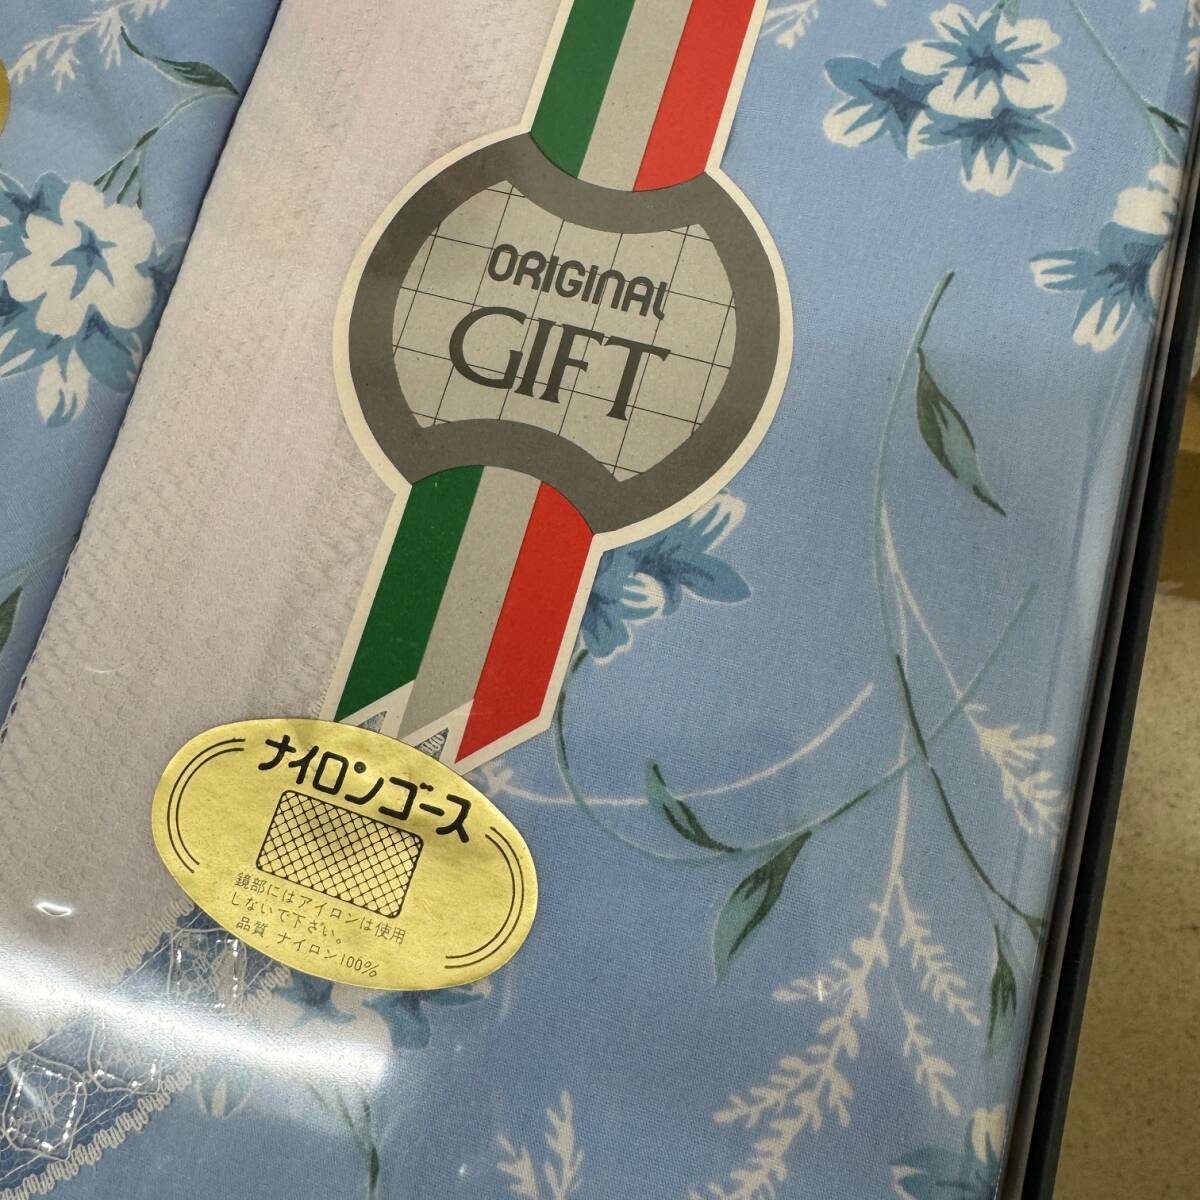 ORIGINAL
GIFT
ナイロンゴース
鏡部にはアイロンは使用
しないで下さい。
品質 ナイロン100%